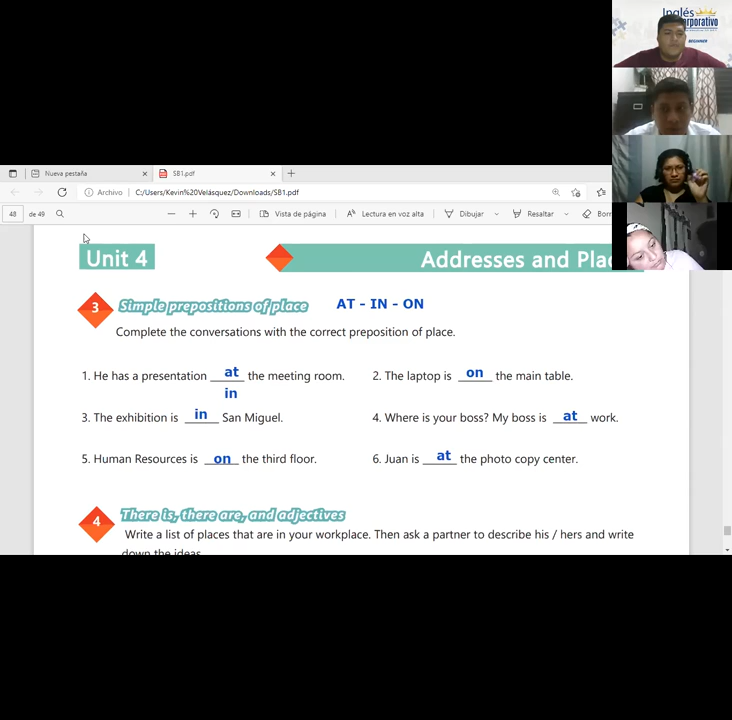 Inglés
Corporativo
BEGINNER
Nueva pestaña
SB1.pdf
Archivo
C:/Users/Kevin%20Velásquez/Downloads/SB1.pdf
48 de 49
Vista de página
Lectura en voz alta
Dibujar
Resaltar
Borr
Unit 4
Addresses and Pla
3 Simple prepositions of place AT - IN - ON
Complete the conversations with the correct preposition of place.
1. He has a presentation at the meeting room.
in
2. The laptop is on the main table.
3. The exhibition is in San Miguel.
4. Where is your boss? My boss is at work.
5. Human Resources is on the third floor.
6. Juan is at the photo copy center.
4 There is, there are, and adjectives
Write a list of places that are in your workplace. Then ask a partner to describe his / hers and write
down the ideas.